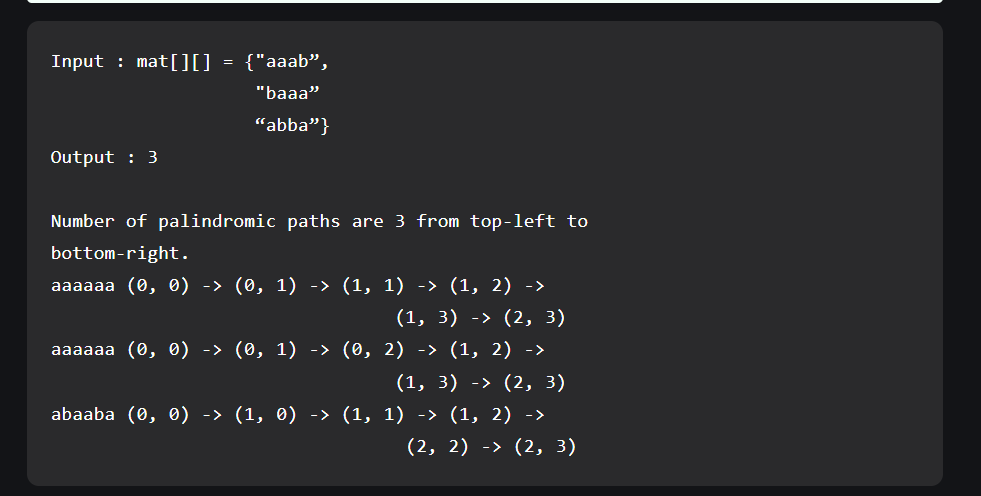 Input : mat[][] = {"aaab”,
"baaa”
“abba”}
Output : 3
Number of palindromic paths are 3 from top-left to
bottom-right.
aaaaaa (0, 0) -> (0, 1) -> (1, 1) -> (1, 2) ->
(1, 3) -> (2, 3)
aaaaaa (0, 0) -> (0, 1) -> (0, 2) -> (1, 2) ->
(1, 3) -> (2, 3)
abaaba (0, 0) -> (1, 0) -> (1, 1) -> (1, 2) ->
(2, 2) -> (2, 3)